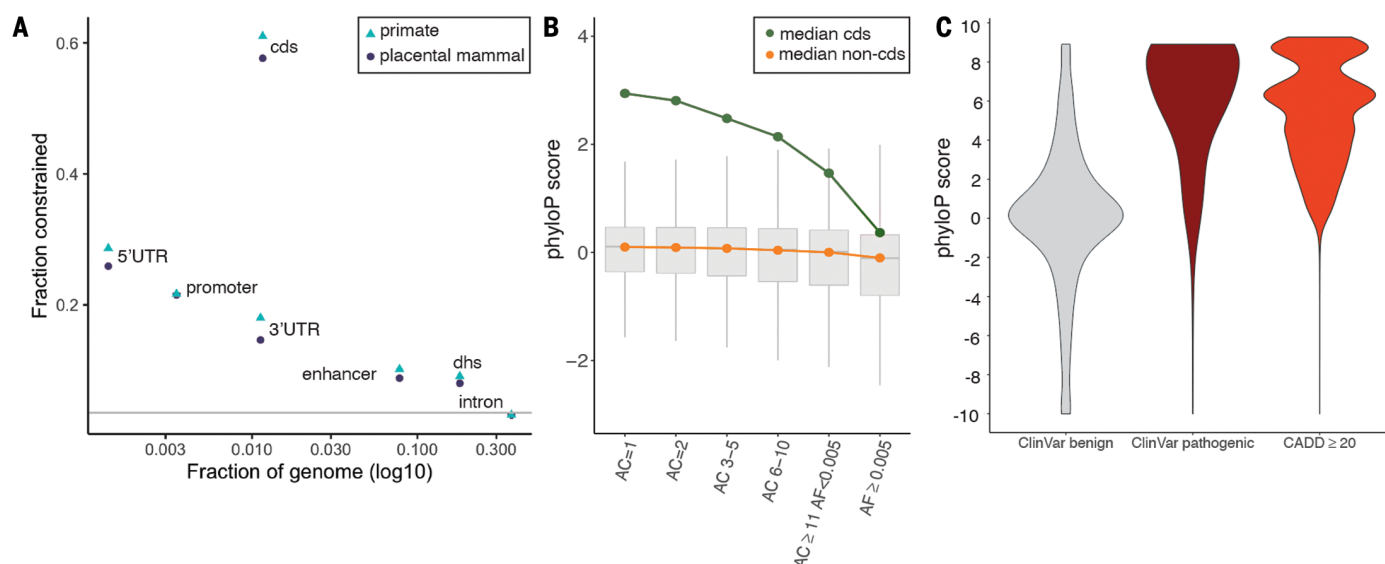 A
primate
placental mammal
cds
5'UTR
promoter
3'UTR
enhancer
dhs
intron
0.6
0.4
0.2
Fraction constrained
0.003
0.010
0.030
0.100
0.300
Fraction of genome (log10)
B
median cds
median non-cds
4
2
0
−2
phyloP score
AC=1
AC=2
AC 3–5
AC 6–10
AC ≥ 11 AF<0.005
AF ≥ 0.005
C
10
8
6
4
2
0
-2
-4
-6
-8
-10
phyloP score
ClinVar benign
ClinVar pathogenic
CADD ≥ 20